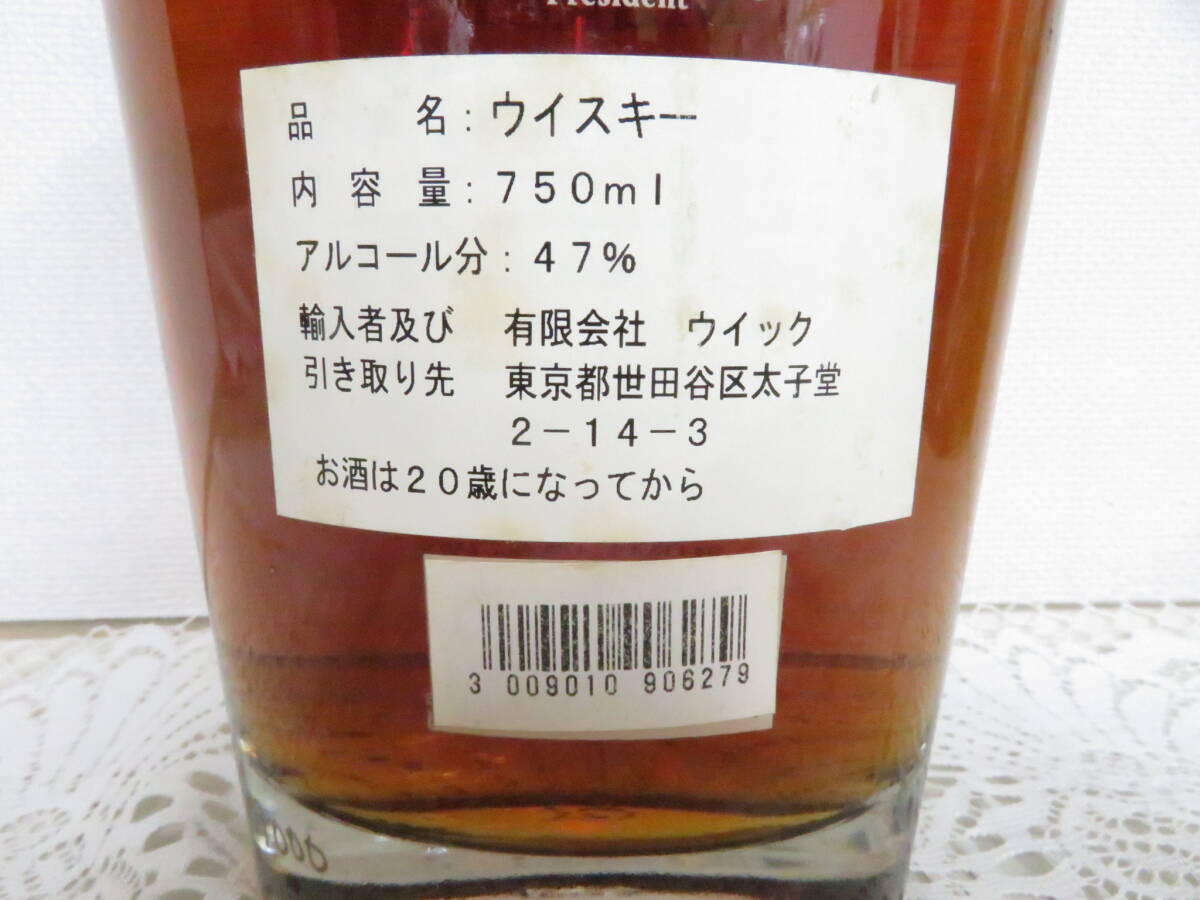 President
品名：ウイスキー
内容量：750ml
アルコール分：47%
輸入者及び 有限会社 ウイック
引き取り先 東京都世田谷区太子堂
2-14-3
お酒は20歳になってから
3 009010 906279